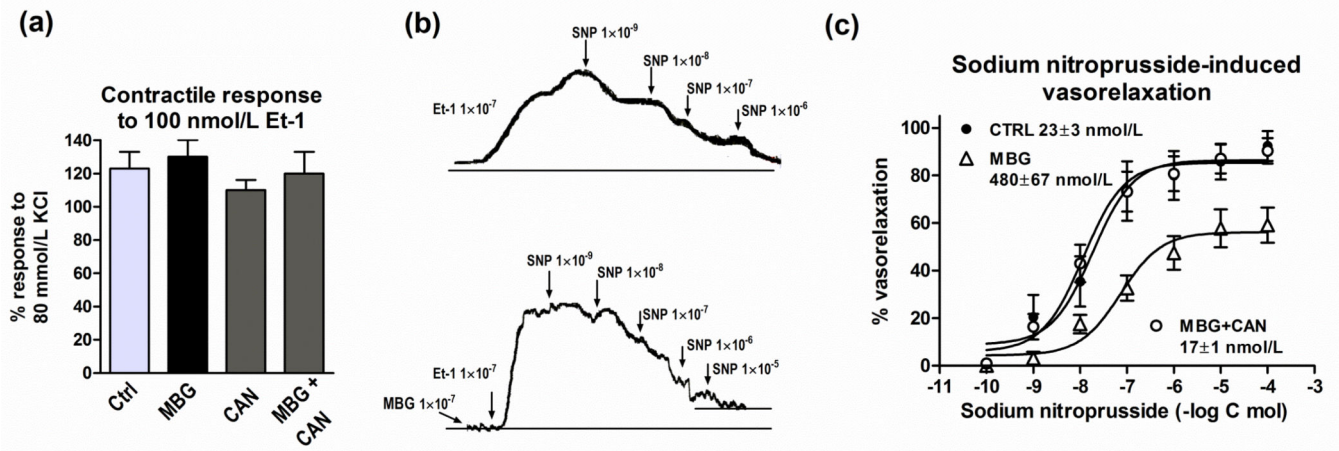 (a)
Contractile response
to 100 nmol/L Et-1
% response to
80 mmol/L KCl
140
120
100
80
60
40
20
0
Ctrl
MBG
CAN
MBG +
CAN
(b)
SNP 1×10⁻⁹
SNP 1×10⁻⁸
SNP 1×10⁻⁷
SNP 1×10⁻⁶
Et-1 1×10⁻⁷
SNP 1×10⁻⁹
SNP 1×10⁻⁸
SNP 1×10⁻⁷
SNP 1×10⁻⁶
SNP 1×10⁻⁵
Et-1 1×10⁻⁷
MBG 1×10⁻⁷
(c)
Sodium nitroprusside-induced
vasorelaxation
CTRL 23±3 nmol/L
MBG
480±67 nmol/L
% vasorelaxation
100
80
60
40
20
0
MBG+CAN
17±1 nmol/L
-11 -10 -9 -8 -7 -6 -5 -4 -3
Sodium nitroprusside (-log C mol)